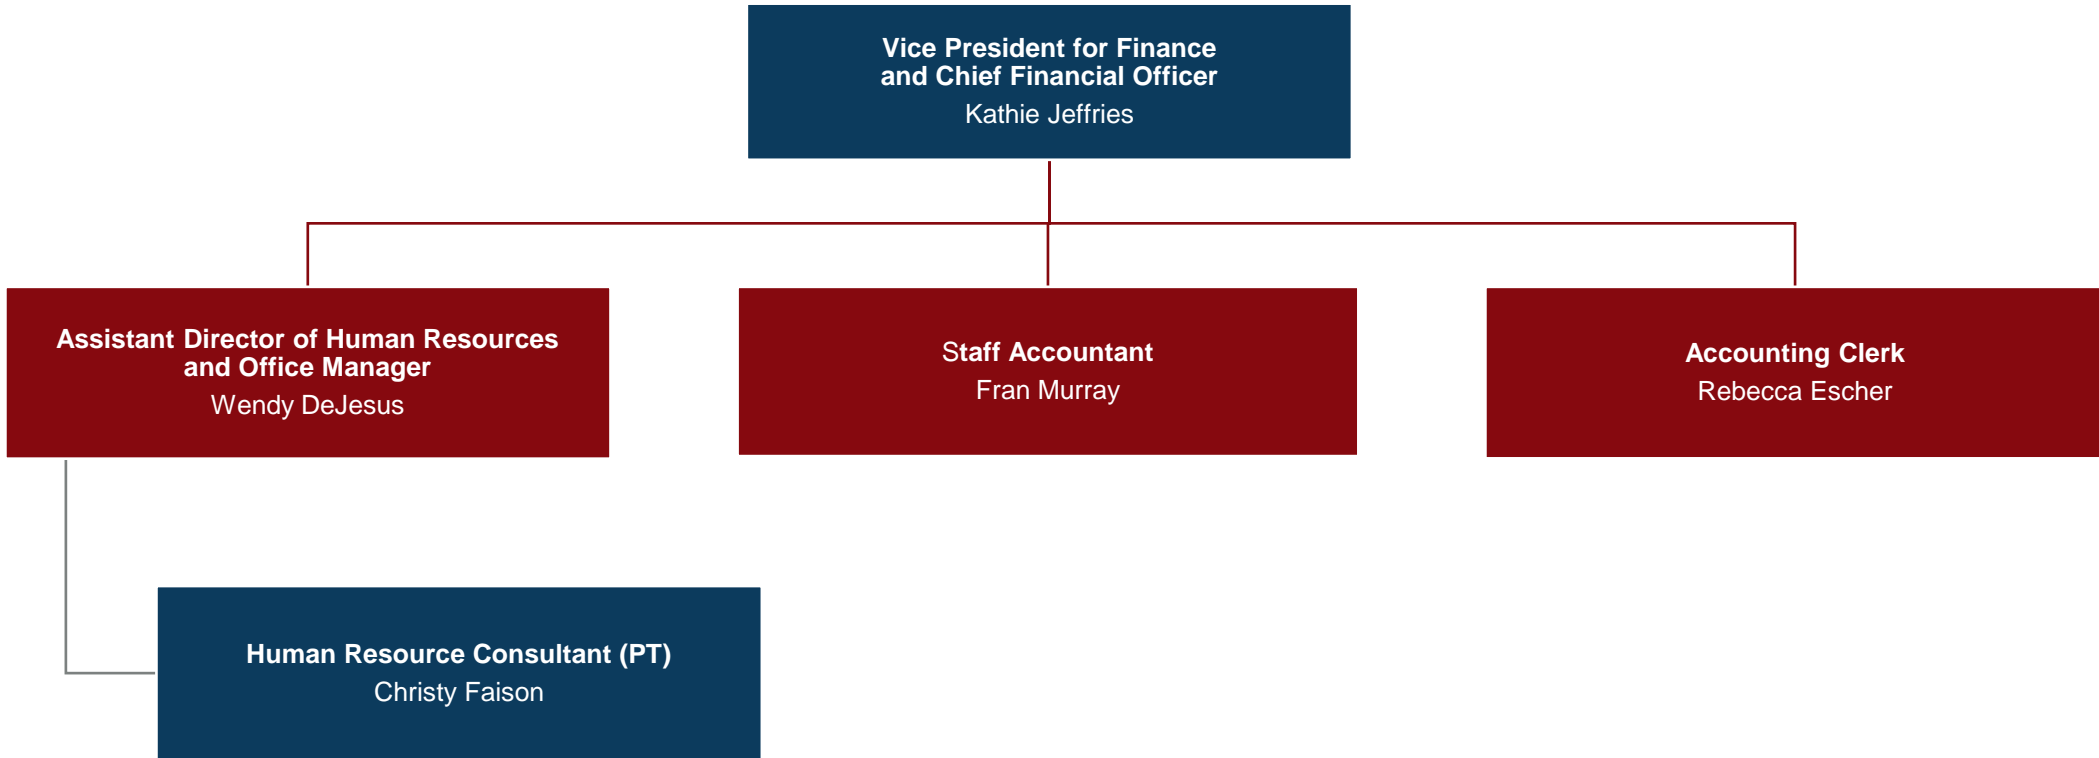 Vice President for Finance
and Chief Financial Officer
Kathie Jeffries
Assistant Director of Human Resources
and Office Manager
Wendy DeJesus
Staff Accountant
Fran Murray
Accounting Clerk
Rebecca Escher
Human Resource Consultant (PT)
Christy Faison